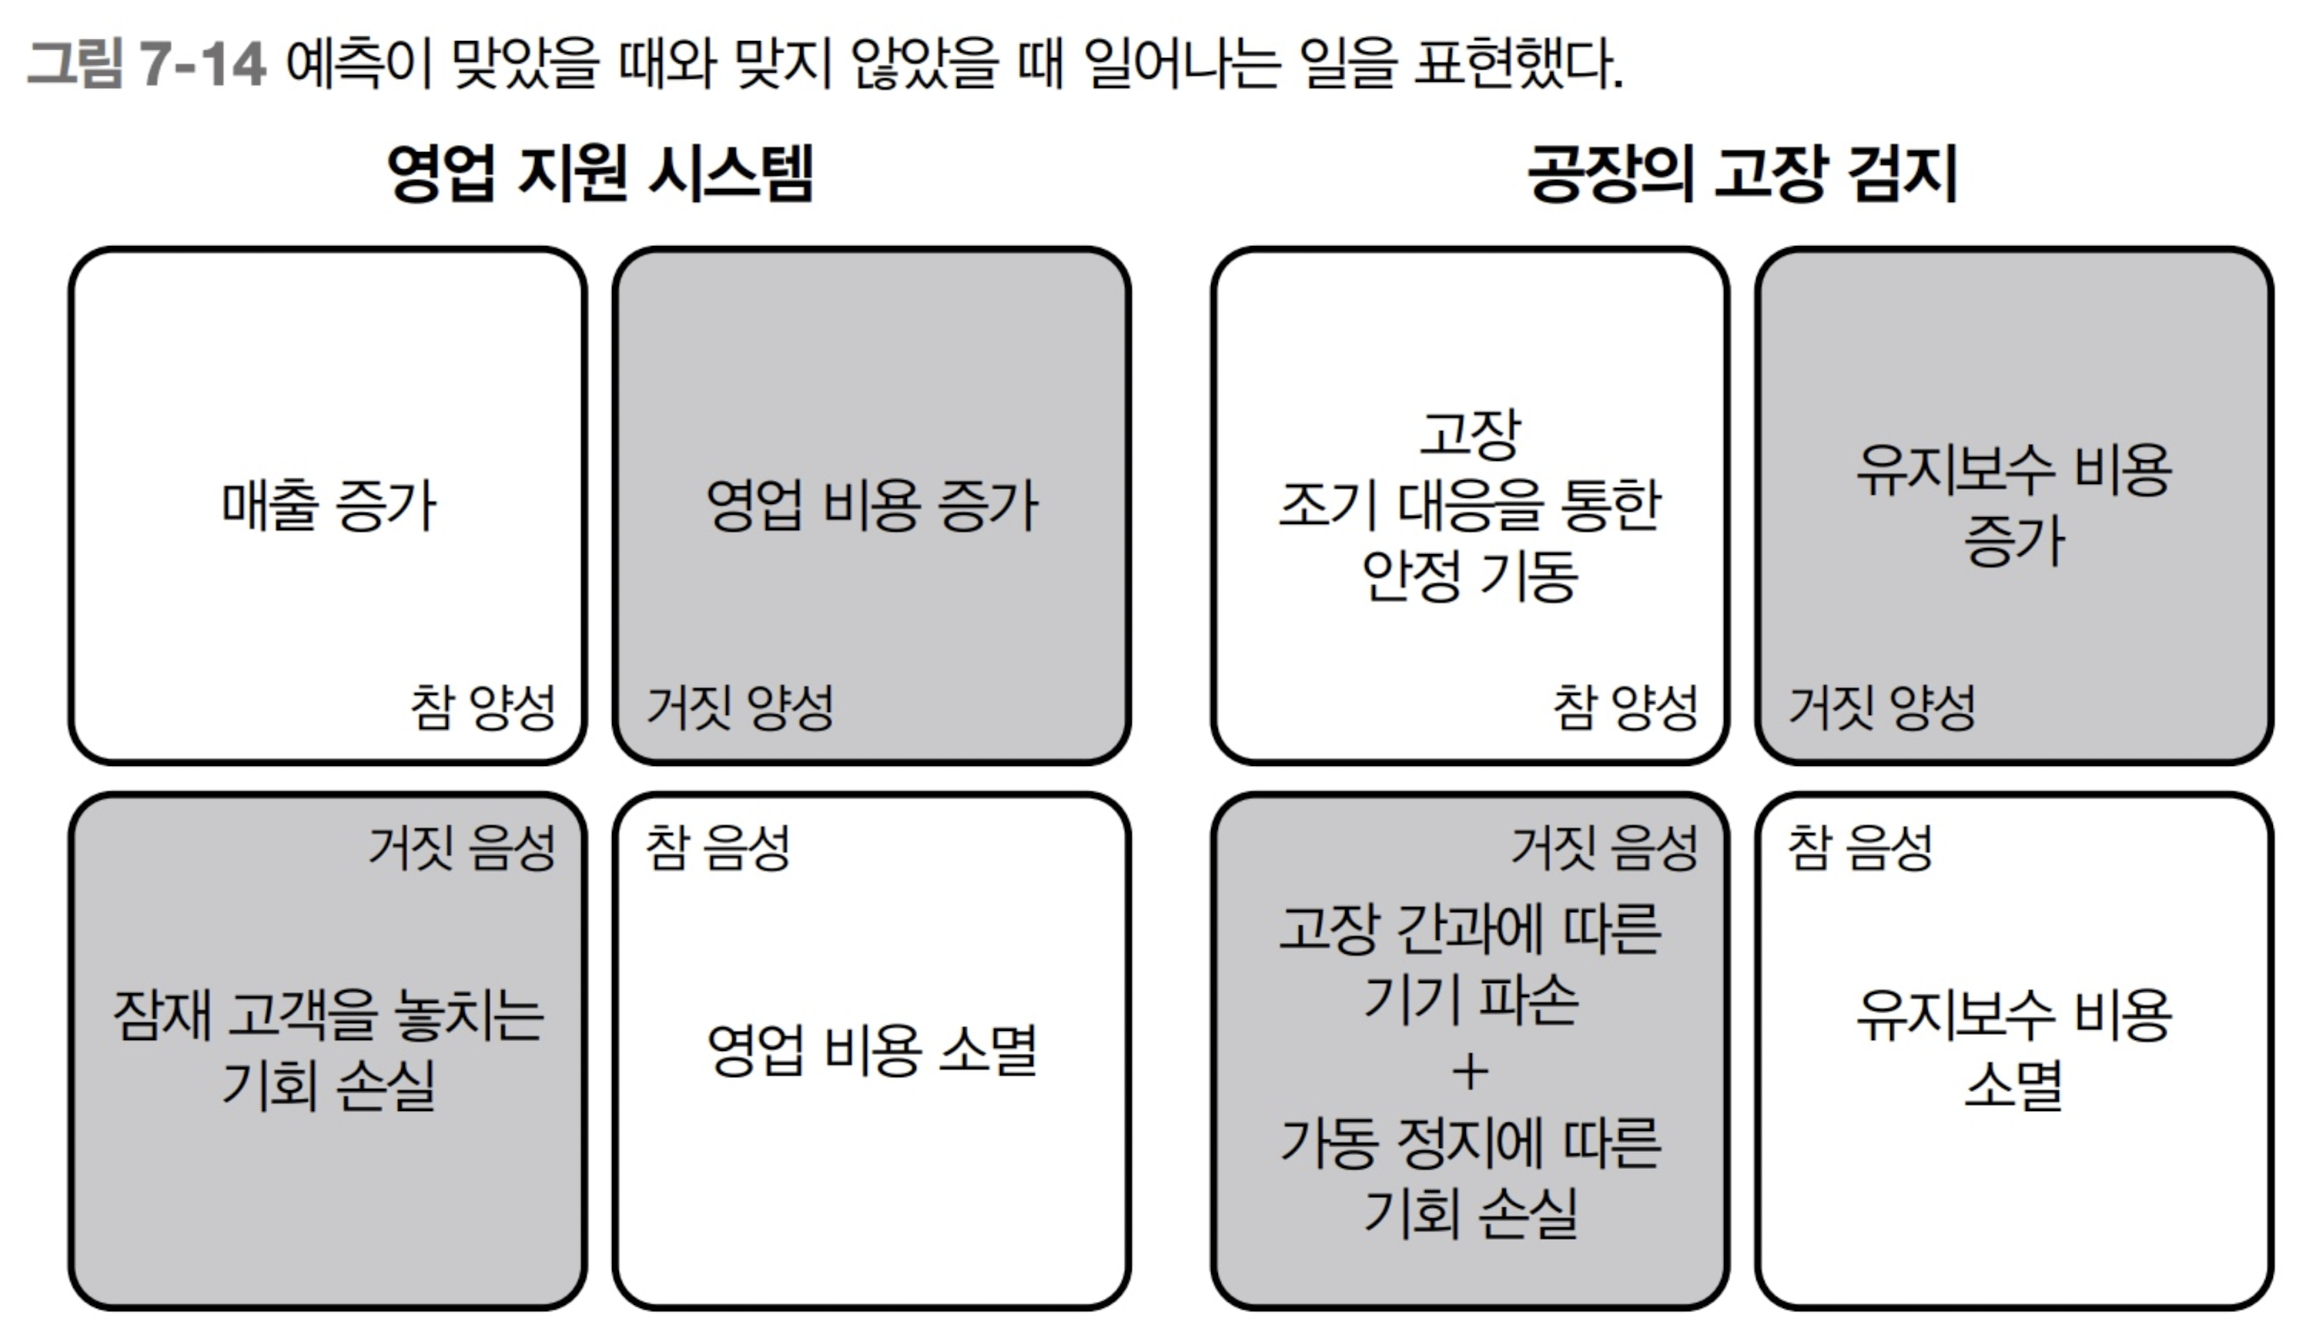 그림 7-14 예측이 맞았을 때와 맞지 않았을 때 일어나는 일을 표현했다.
영업 지원 시스템
매출 증가
참 양성
영업 비용 증가
거짓 양성
거짓 음성
잠재 고객을 놓치는
기회 손실
참 음성
영업 비용 소멸
공장의 고장 검지
고장
조기 대응을 통한
안정 기동
참 양성
유지보수 비용
증가
거짓 양성
거짓 음성
고장 간과에 따른
기기 파손
+
가동 정지에 따른
기회 손실
참 음성
유지보수 비용
소멸